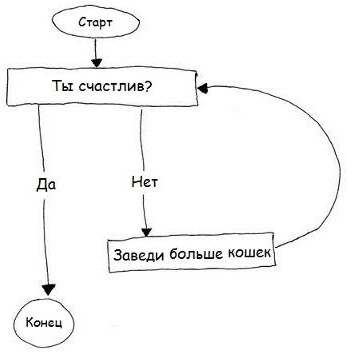 Старт
Ты счастлив?
Да
Нет
Заведи больше кошек
Конец